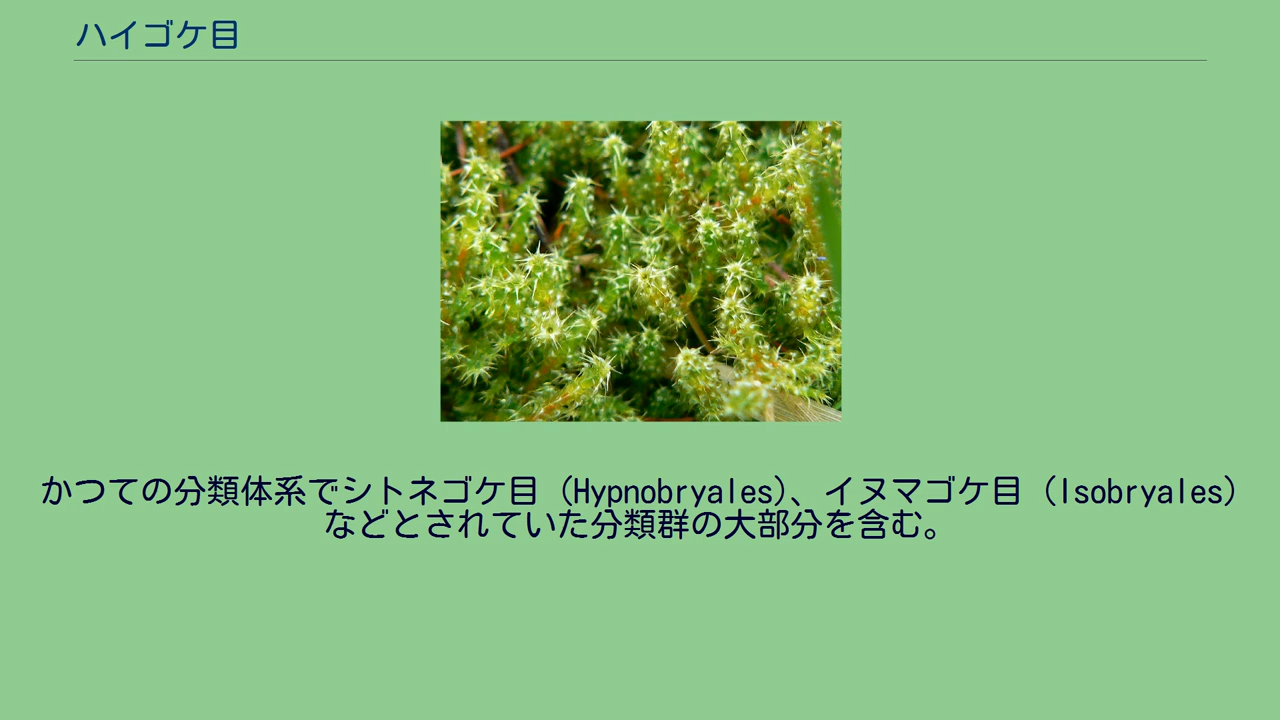 ハイゴケ目
かつての分類体系でシトネゴケ目（Hypnobryales）、イヌマゴケ目（Isobryales）
などとされていた分類群の大部分を含む。